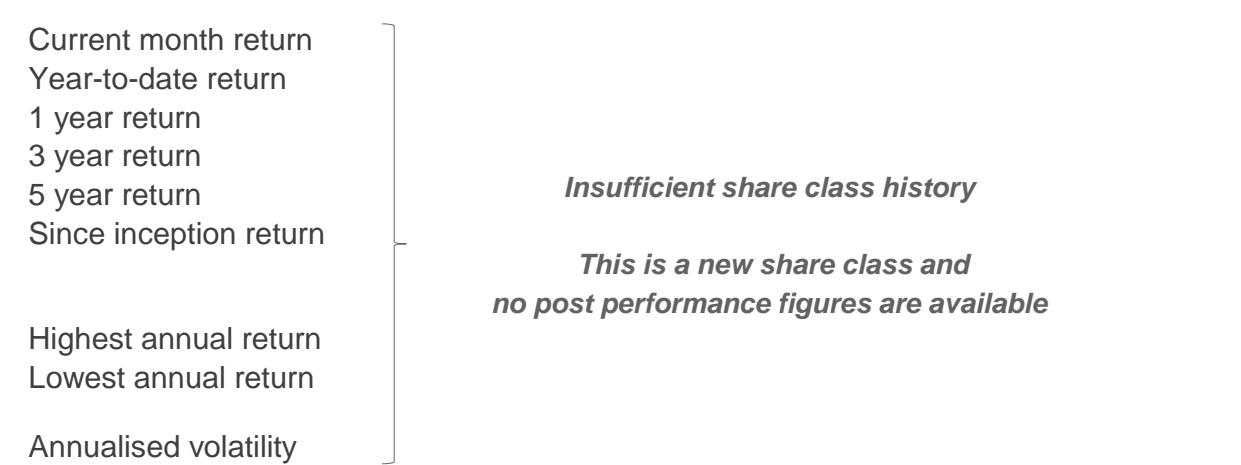 Current month return
Year-to-date return
1 year return
3 year return
5 year return
Since inception return
Highest annual return
Lowest annual return
Annualised volatility
Insufficient share class history
This is a new share class and
no post performance figures are available